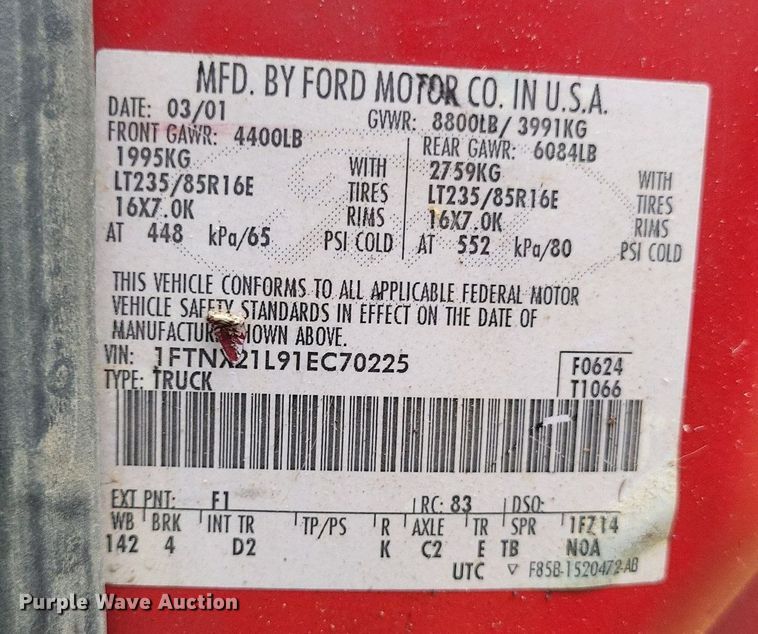 MFD. BY FORD MOTOR CO. IN U.S.A.
DATE: 03/01 GVWR: 8800LB/ 3991KG
FRONT GAWR: 4400LB REAR GAWR: 6084LB
1995KG WITH 2759KG WITH
LT235/85R16E TIRES LT235/85R16E TIRES
16X7.0K RIMS 16X7.0K RIMS
AT 448 kPa/65 PSI COLD AT 552 kPa/80 PSI COLD
THIS VEHICLE CONFORMS TO ALL APPLICABLE FEDERAL MOTOR
VEHICLE SAFETY STANDARDS IN EFFECT ON THE DATE OF
MANUFACTURE SHOWN ABOVE.
VIN: 1FTNX21L91EC70225 F0624
TYPE: TRUCK T1066
EXT PNT: F1 RC: 83 DSO:
WB BRK INT TR TP/PS R AXLE TR SPR 1FZ14
142 4 D2 K C2 E TB NOA
UTC ▽ F85B-1520472-AB
Purple Wave Auction